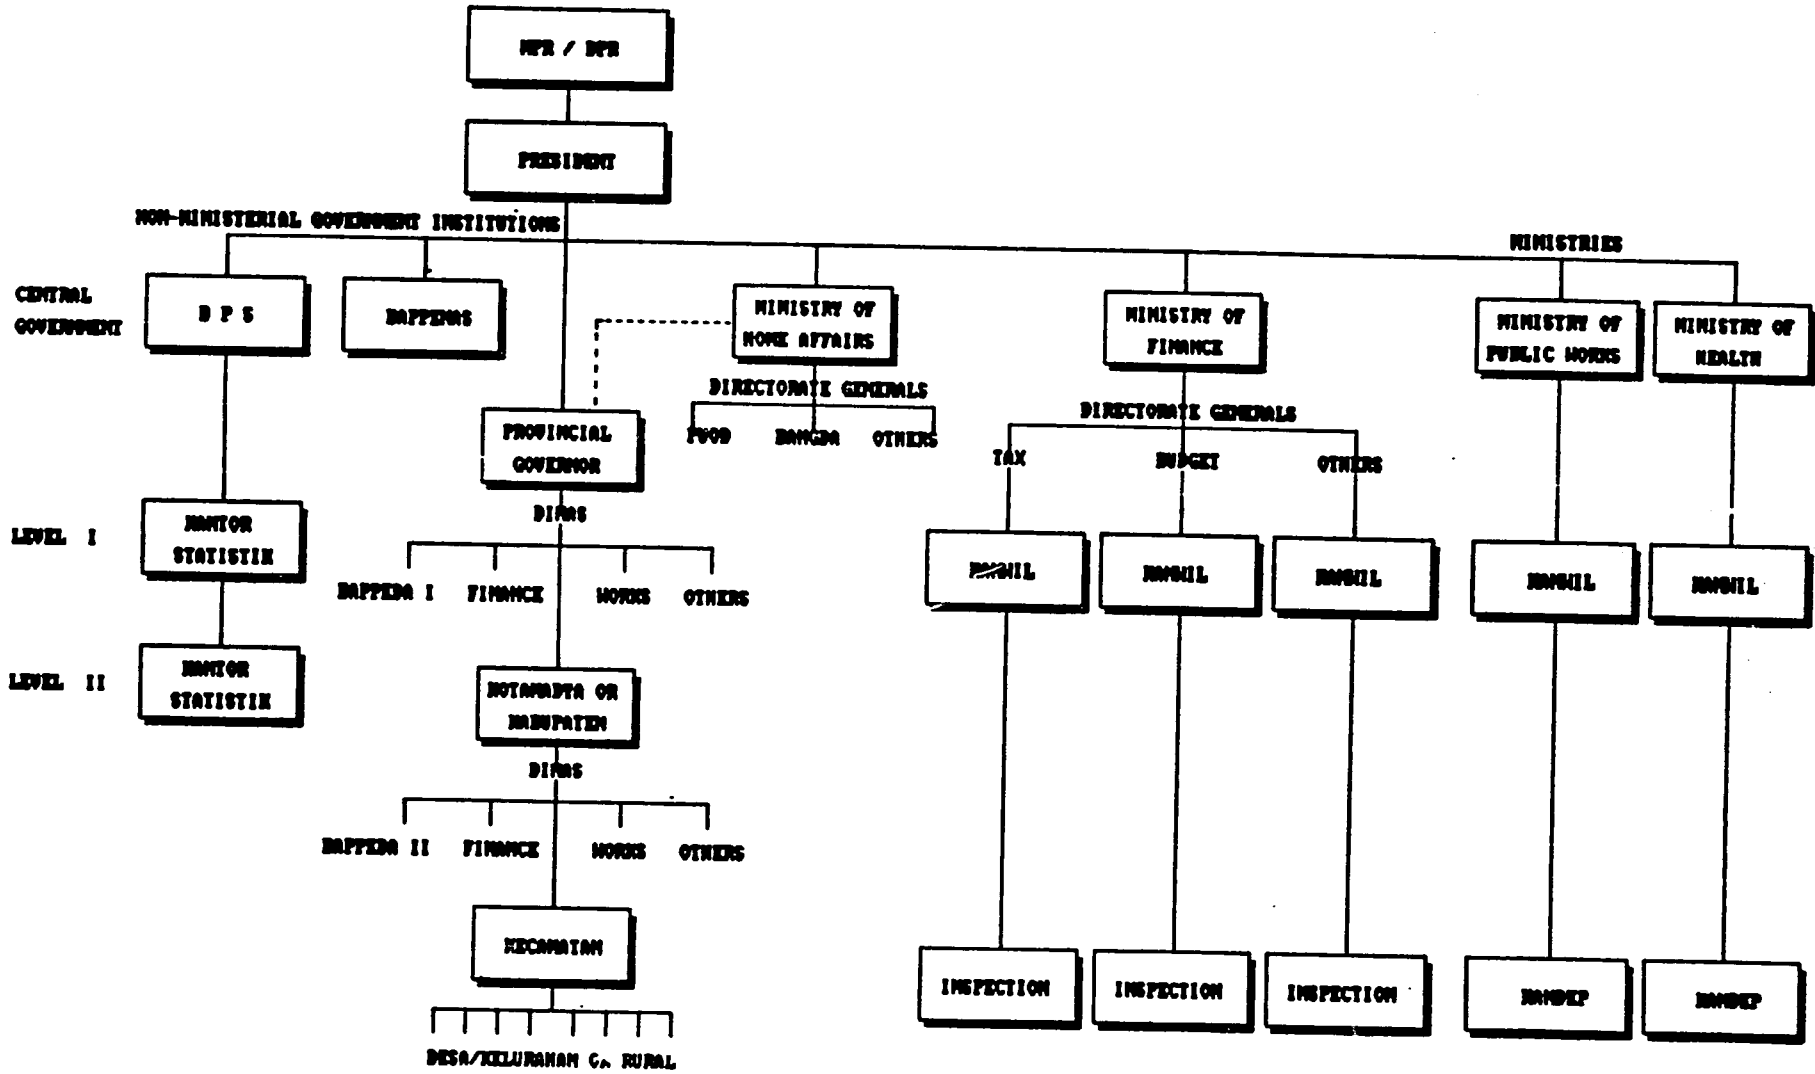 MPR / DPR
PRESIDENT
NON-MINISTERIAL GOVERNMENT INSTITUTIONS
MINISTRIES
CENTRAL
GOVERNMENT
B P S
BAPPENAS
MINISTRY OF
HOME AFFAIRS
MINISTRY OF
FINANCE
MINISTRY OF
PUBLIC WORKS
MINISTRY OF
HEALTH
DIRECTORATE GENERALS
PUOD BANGDA OTHERS
DIRECTORATE GENERALS
TAX BUDGET OTHERS
PROVINCIAL
GOVERNOR
DINAS
LEVEL I
KANTOR
STATISTIK
BAPPEDA I FINANCE WORKS OTHERS
KANWIL
KANWIL
KANWIL
KANWIL
KANWIL
LEVEL II
KANTOR
STATISTIK
KOTAMADYA OR
KABUPATEN
DINAS
BAPPEDA II FINANCE WORKS OTHERS
KECAMATAN
INSPECTION
INSPECTION
INSPECTION
KANDEP
KANDEP
DESA/KELURAHAN RURAL